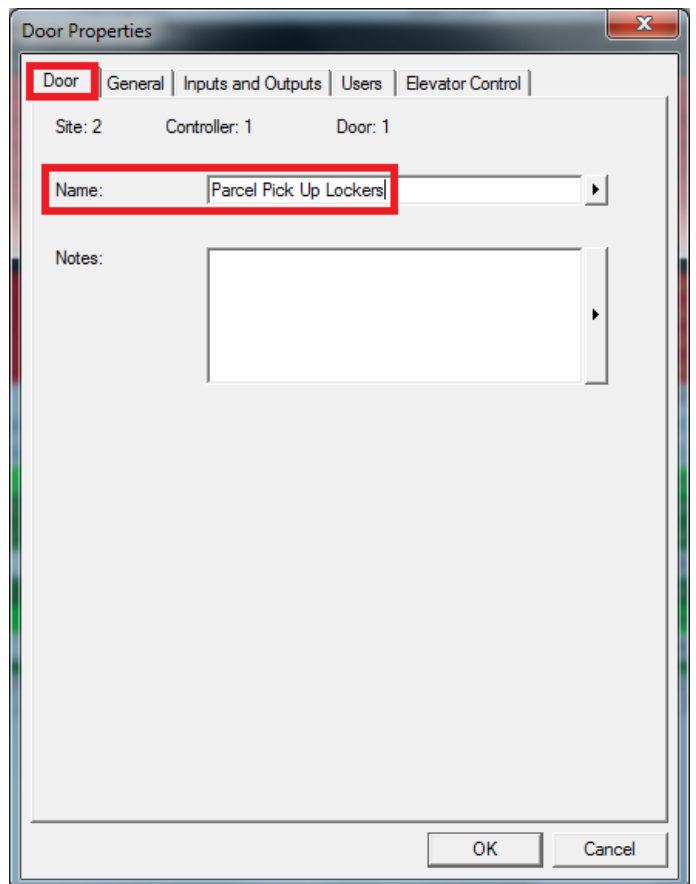 Door Properties
Door General Inputs and Outputs Users Elevator Control
Site: 2 Controller: 1 Door: 1
Name: Parcel Pick Up Lockers
Notes:
OK Cancel